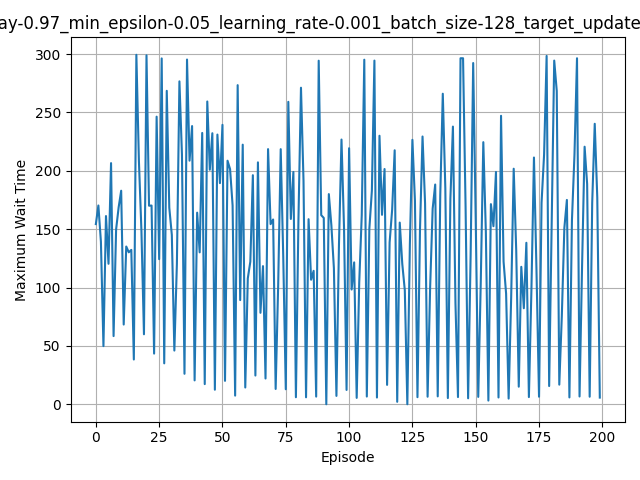 ay-0.97_min_epsilon-0.05_learning_rate-0.001_batch_size-128_target_update
Maximum Wait Time
300
250
200
150
100
50
0
0 25 50 75 100 125 150 175 200
Episode